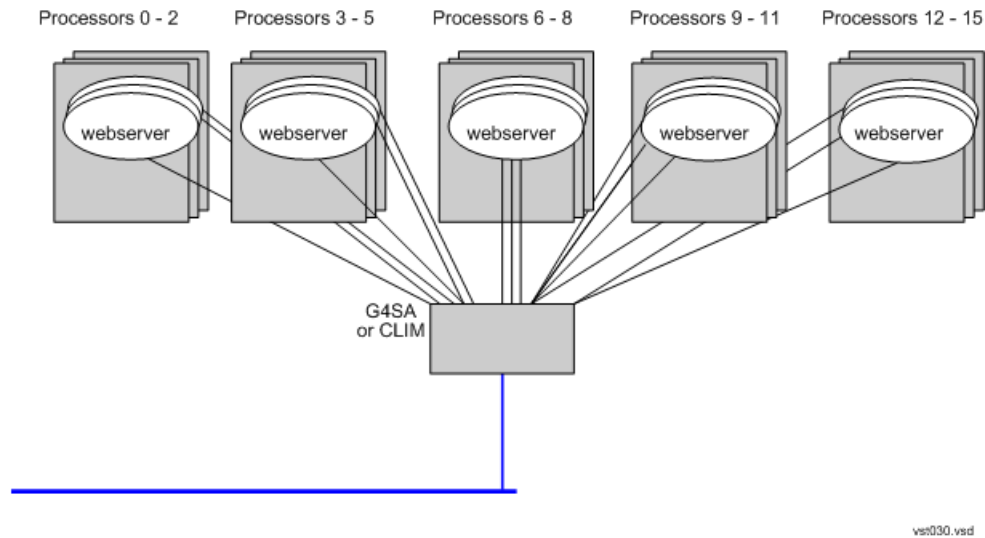 Processors 0 - 2
Processors 3 - 5
Processors 6 - 8
Processors 9 - 11
Processors 12 - 15
webserver
webserver
webserver
webserver
webserver
G4SA
or CLIM
vst030.vsd